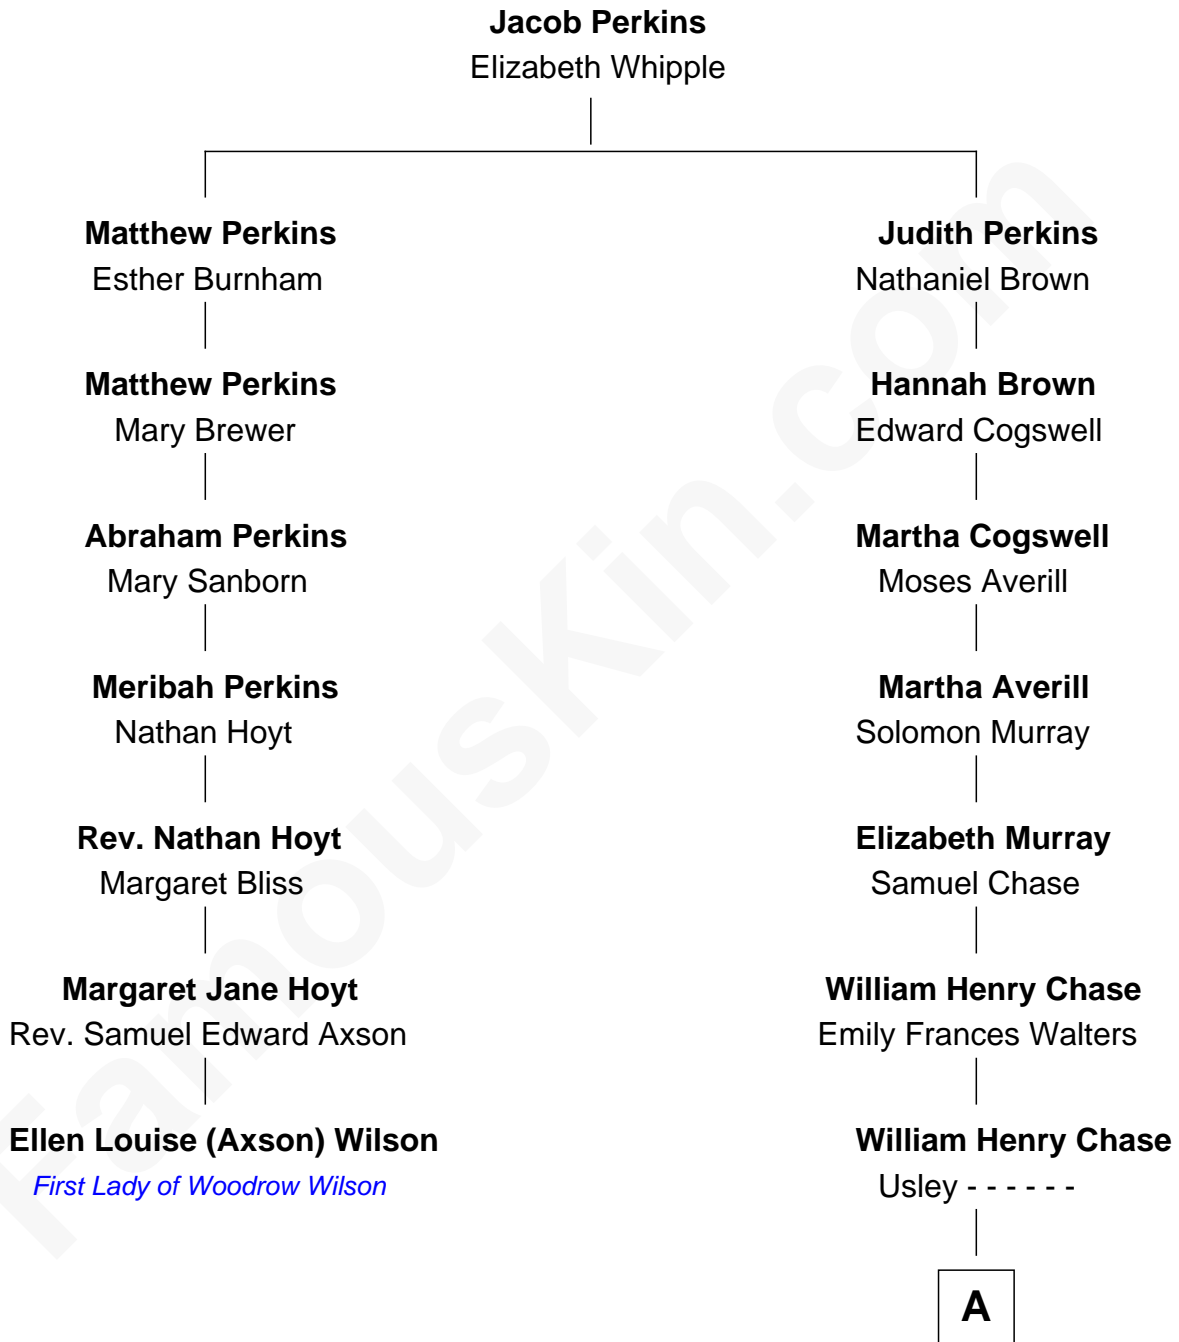 Jacob Perkins
Elizabeth Whipple
Matthew Perkins
Esther Burnham
Judith Perkins
Nathaniel Brown
Matthew Perkins
Mary Brewer
Hannah Brown
Edward Cogswell
Abraham Perkins
Mary Sanborn
Martha Cogswell
Moses Averill
Meribah Perkins
Nathan Hoyt
Martha Averill
Solomon Murray
Rev. Nathan Hoyt
Margaret Bliss
Elizabeth Murray
Samuel Chase
Margaret Jane Hoyt
Rev. Samuel Edward Axson
William Henry Chase
Emily Frances Walters
Ellen Louise (Axson) Wilson
First Lady of Woodrow Wilson
William Henry Chase
Usley - - - - - -
A
FamousKin.com